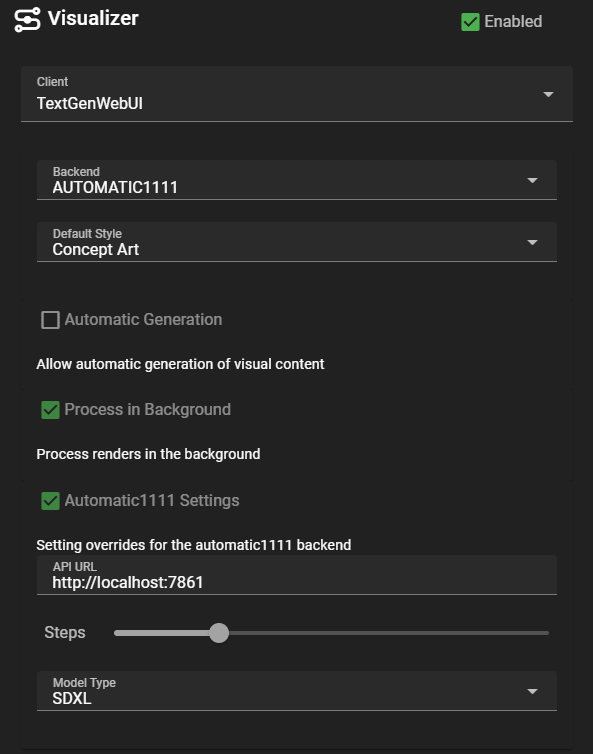 Visualizer
Enabled
Client
TextGenWebUI
Backend
AUTOMATIC1111
Default Style
Concept Art
Automatic Generation
Allow automatic generation of visual content
Process in Background
Process renders in the background
Automatic1111 Settings
Setting overrides for the automatic1111 backend
API URL
http://localhost:7861
Steps
Model Type
SDXL